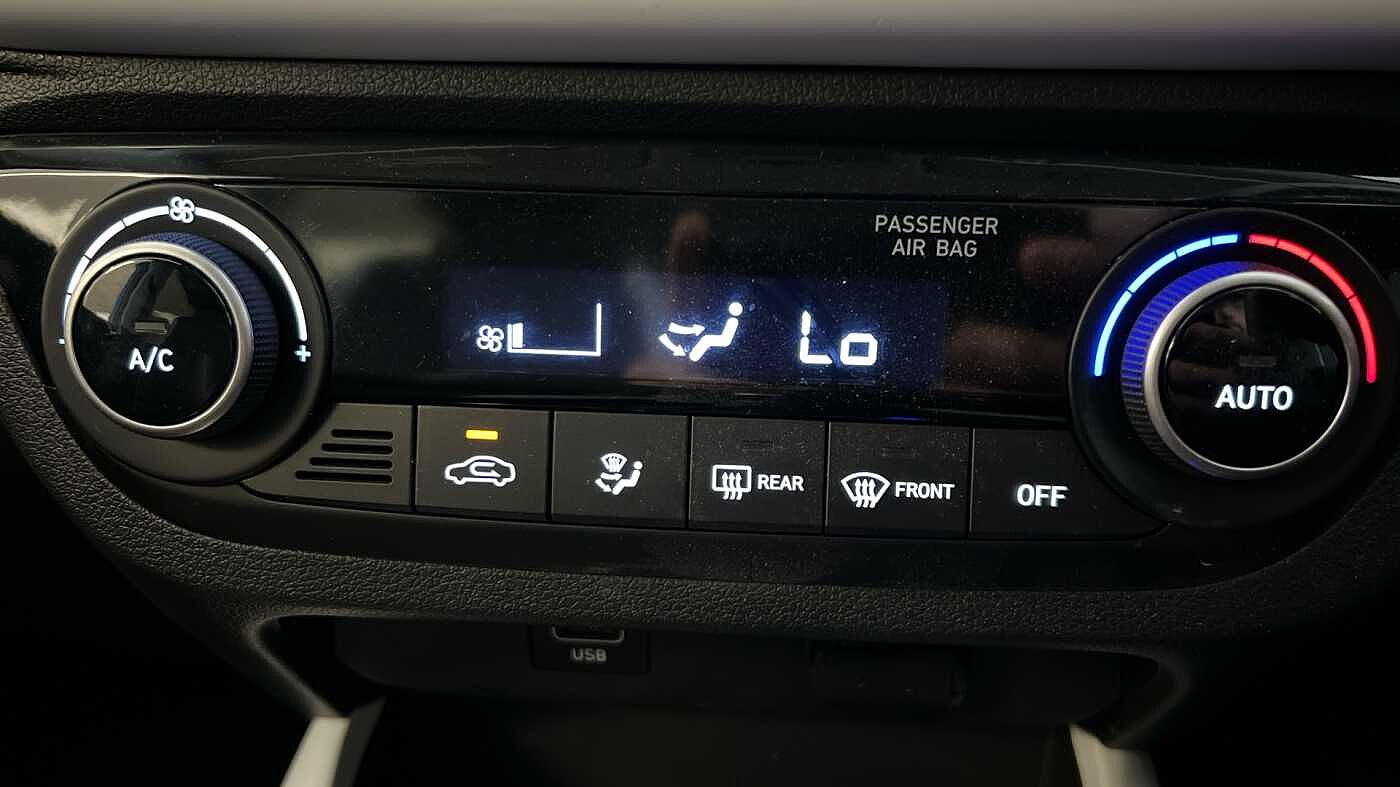 PASSENGER
AIR BAG
Lo
A/C
+
AUTO
REAR
FRONT
OFF
USB